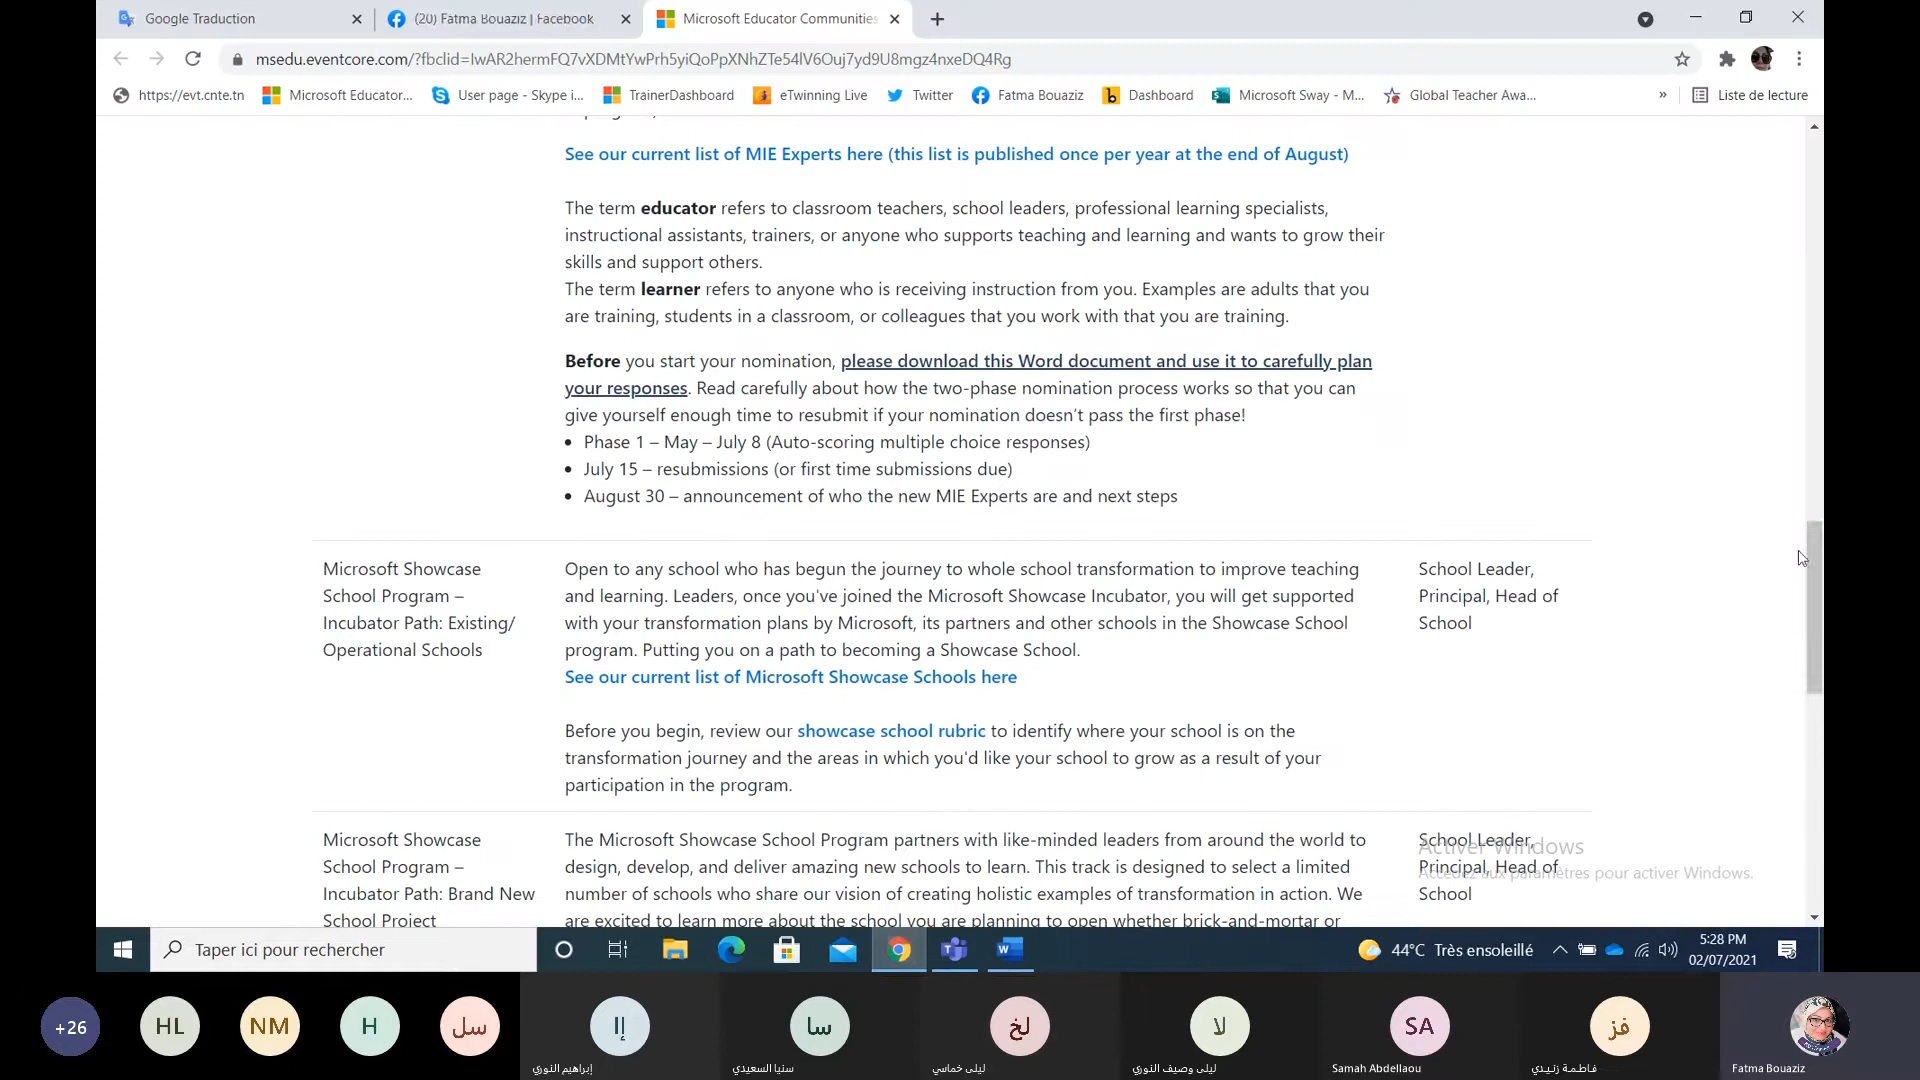 Google Traduction
(20) Fatma Bouaziz | Facebook
Microsoft Educator Communities
msedu.eventcore.com/?fbclid=IwAR2hermFQ7vXDMtYwPrh5yiQoPpXNhZTe54lV6Ouj7yd9U8mgz4nxeDQ4Rg
https://evt.cnte.tn
Microsoft Educator...
User page - Skype i...
TrainerDashboard
eTwinning Live
Twitter
Fatma Bouaziz
Dashboard
Microsoft Sway - M...
Global Teacher Awa...
»
Liste de lecture
See our current list of MIE Experts here (this list is published once per year at the end of August)
The term educator refers to classroom teachers, school leaders, professional learning specialists,
instructional assistants, trainers, or anyone who supports teaching and learning and wants to grow their
skills and support others.
The term learner refers to anyone who is receiving instruction from you. Examples are adults that you
are training, students in a classroom, or colleagues that you work with that you are training.
Before you start your nomination, please download this Word document and use it to carefully plan
your responses. Read carefully about how the two-phase nomination process works so that you can
give yourself enough time to resubmit if your nomination doesn't pass the first phase!
• Phase 1 – May – July 8 (Auto-scoring multiple choice responses)
• July 15 – resubmissions (or first time submissions due)
• August 30 – announcement of who the new MIE Experts are and next steps
Microsoft Showcase
School Program –
Incubator Path: Existing/
Operational Schools
Open to any school who has begun the journey to whole school transformation to improve teaching
and learning. Leaders, once you've joined the Microsoft Showcase Incubator, you will get supported
with your transformation plans by Microsoft, its partners and other schools in the Showcase School
program. Putting you on a path to becoming a Showcase School.
See our current list of Microsoft Showcase Schools here
Before you begin, review our showcase school rubric to identify where your school is on the
transformation journey and the areas in which you'd like your school to grow as a result of your
participation in the program.
School Leader,
Principal, Head of
School
Microsoft Showcase
School Program –
Incubator Path: Brand New
School Project
The Microsoft Showcase School Program partners with like-minded leaders from around the world to
design, develop, and deliver amazing new schools to learn. This track is designed to select a limited
number of schools who share our vision of creating holistic examples of transformation in action. We
are excited to learn more about the school you are planning to open whether brick-and-mortar or
School Leader,
Principal, Head of
School
Activer Windows
Accédez aux paramètres pour activer Windows.
Taper ici pour rechercher
44°C Très ensoleillé
5:28 PM
02/07/2021
+26
HL
NM
H
سل
إا
إبراهيم النوري
سا
سنيا السعيدي
لخ
ليلى خماسي
لا
ليلى وصيف النوري
SA
Samah Abdellaou
فز
فاطمة زنيدي
Fatma Bouaziz